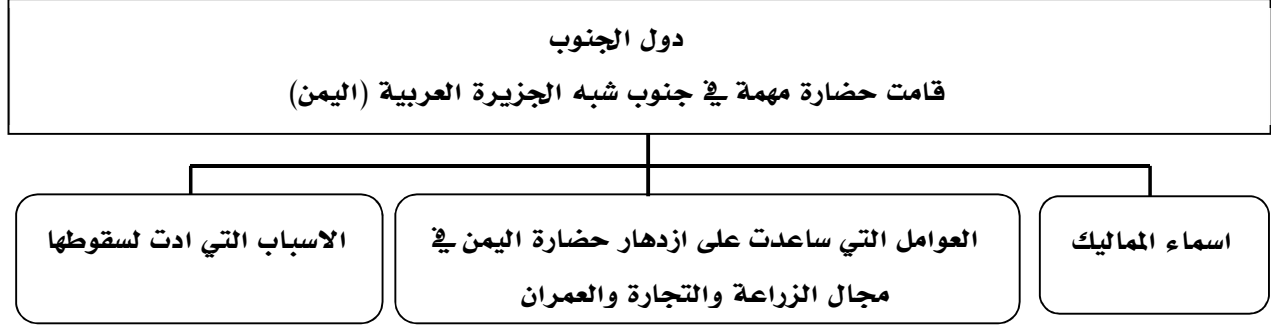 دول الجنوب
قامت حضارة مهمة في جنوب شبه الجزيرة العربية (اليمن)
اسماء المماليك
العوامل التي ساعدت على ازدهار حضارة اليمن في
مجال الزراعة والتجارة والعمران
الاسباب التي ادت لسقوطها